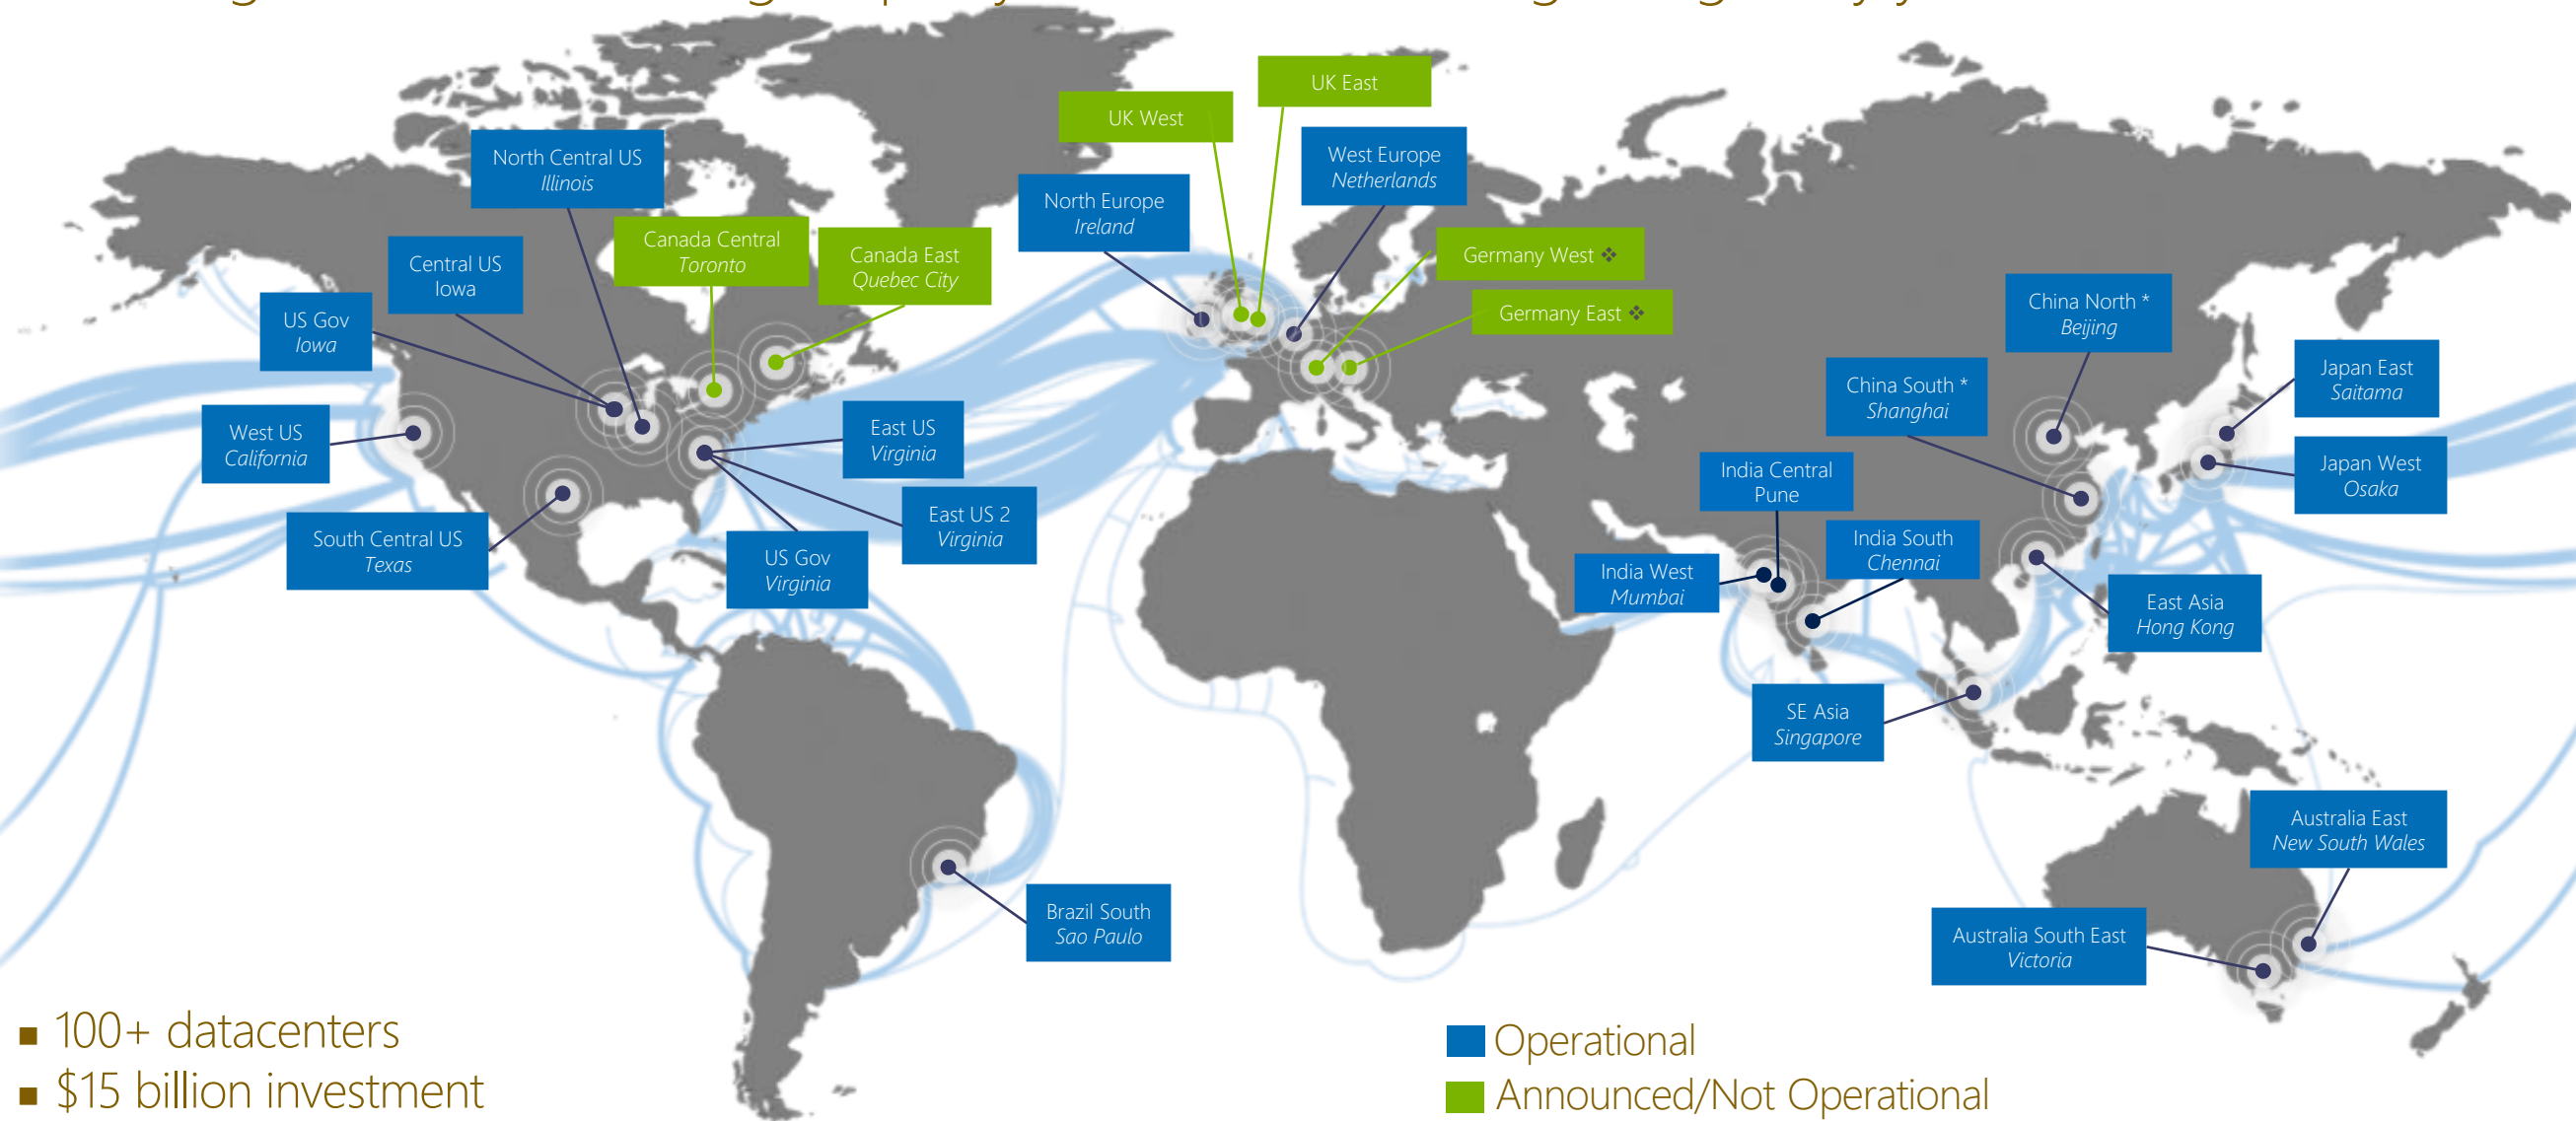 UK East
UK West
North Central US
Illinois
West Europe
Netherlands
North Europe
Ireland
Canada Central
Toronto
Canada East
Quebec City
Germany West ❖
Germany East ❖
Central US
Iowa
US Gov
Iowa
China North *
Beijing
China South *
Shanghai
Japan East
Saitama
Japan West
Osaka
West US
California
East US
Virginia
East US 2
Virginia
South Central US
Texas
US Gov
Virginia
India Central
Pune
India South
Chennai
India West
Mumbai
East Asia
Hong Kong
SE Asia
Singapore
Australia East
New South Wales
Australia South East
Victoria
Brazil South
Sao Paulo
■ 100+ datacenters
■ $15 billion investment
Operational
Announced/Not Operational